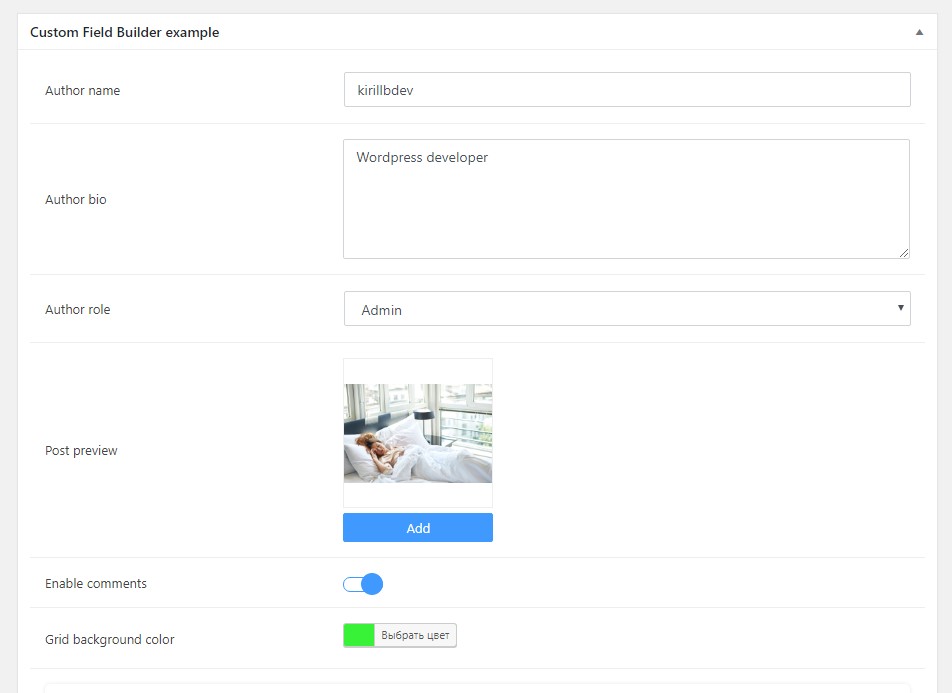 Custom Field Builder example
Author name
kirillbdev
Author bio
Wordpress developer
Author role
Admin
Post preview
Add
Enable comments
Grid background color
Выбрать цвет